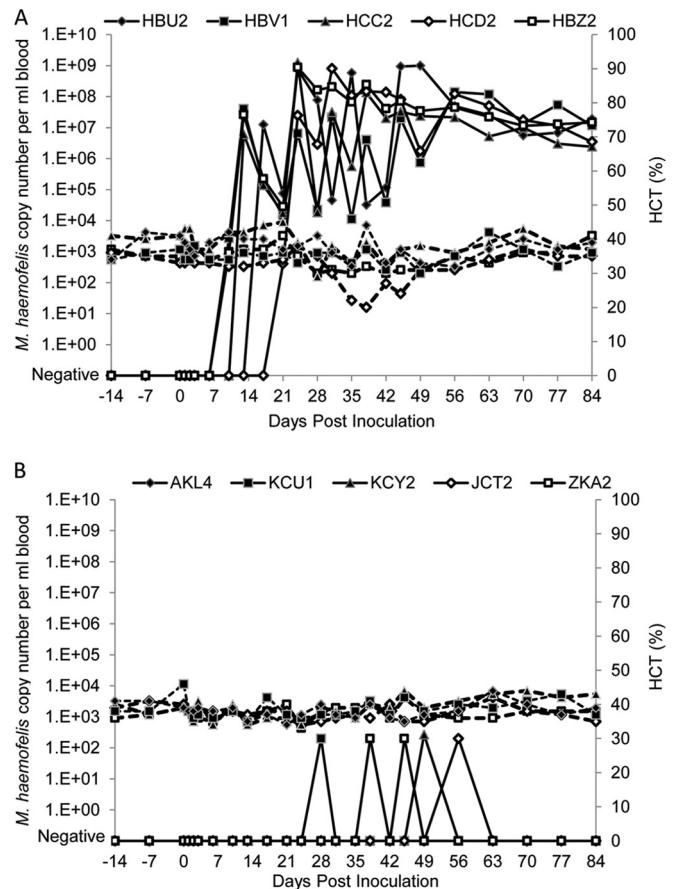 A
HBU2 HBV1 HCC2 HCD2 HBZ2
M. haemofelis copy number per ml blood
1.E+10
1.E+09
1.E+08
1.E+07
1.E+06
1.E+05
1.E+04
1.E+03
1.E+02
1.E+01
1.E+00
Negative
100
90
80
70
60
50
40
30
20
10
0
HCT (%)
-14 -7 0 7 14 21 28 35 42 49 56 63 70 77 84
Days Post Inoculation
B
AKL4 KCU1 KCY2 JCT2 ZKA2
M. haemofelis copy number per ml blood
1.E+10
1.E+09
1.E+08
1.E+07
1.E+06
1.E+05
1.E+04
1.E+03
1.E+02
1.E+01
1.E+00
Negative
100
90
80
70
60
50
40
30
20
10
0
HCT (%)
-14 -7 0 7 14 21 28 35 42 49 56 63 70 77 84
Days Post Inoculation